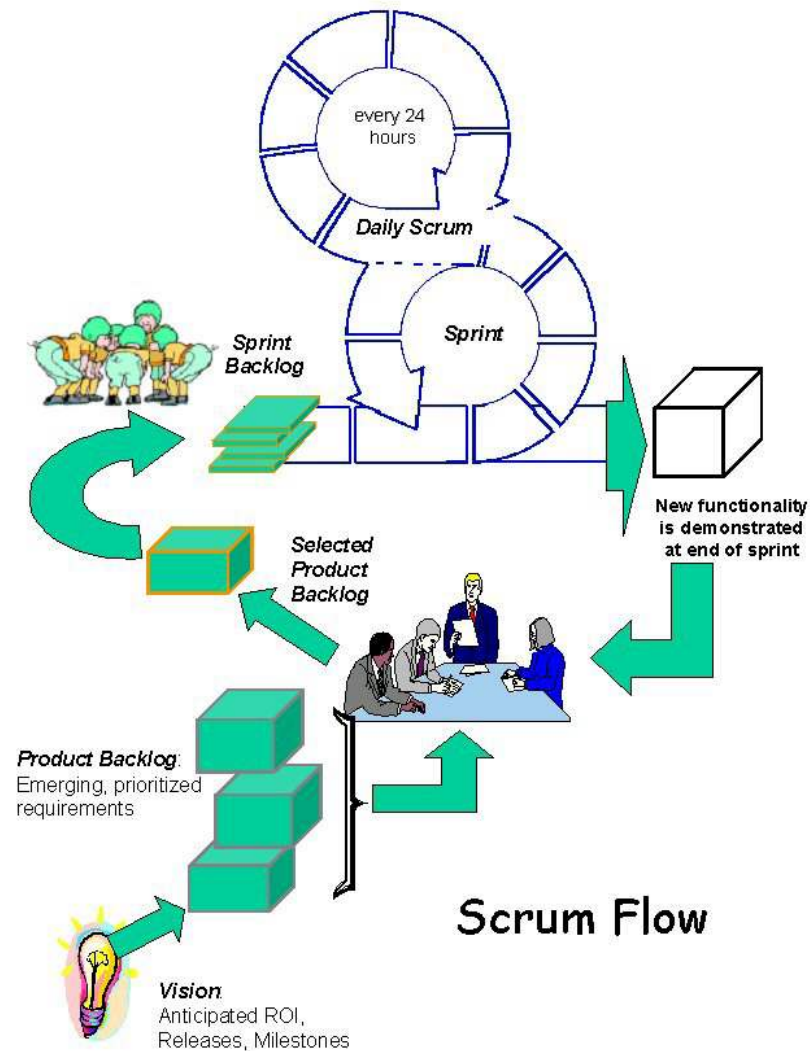 every 24
hours
Daily Scrum
Sprint
Sprint
Backlog
New functionality
is demonstrated
at end of sprint
Selected
Product
Backlog
Product Backlog:
Emerging, prioritized
requirements
Scrum Flow
Vision:
Anticipated ROI,
Releases, Milestones